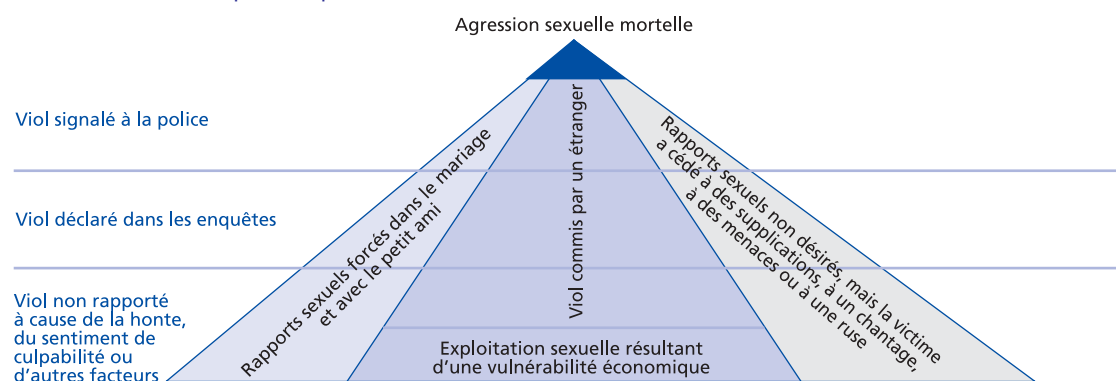 Agression sexuelle mortelle
Viol signalé à la police
Viol déclaré dans les enquêtes
Viol non rapporté
à cause de la honte,
du sentiment de
culpabilité ou
d'autres facteurs
Rapports sexuels forcés dans le mariage
et avec le petit ami
Viol commis par un étranger
Exploitation sexuelle résultant
d'une vulnérabilité économique
Rapports sexuels non désirés, mais la victime
a cédé à des supplications, à un chantage,
à des menaces ou à une ruse